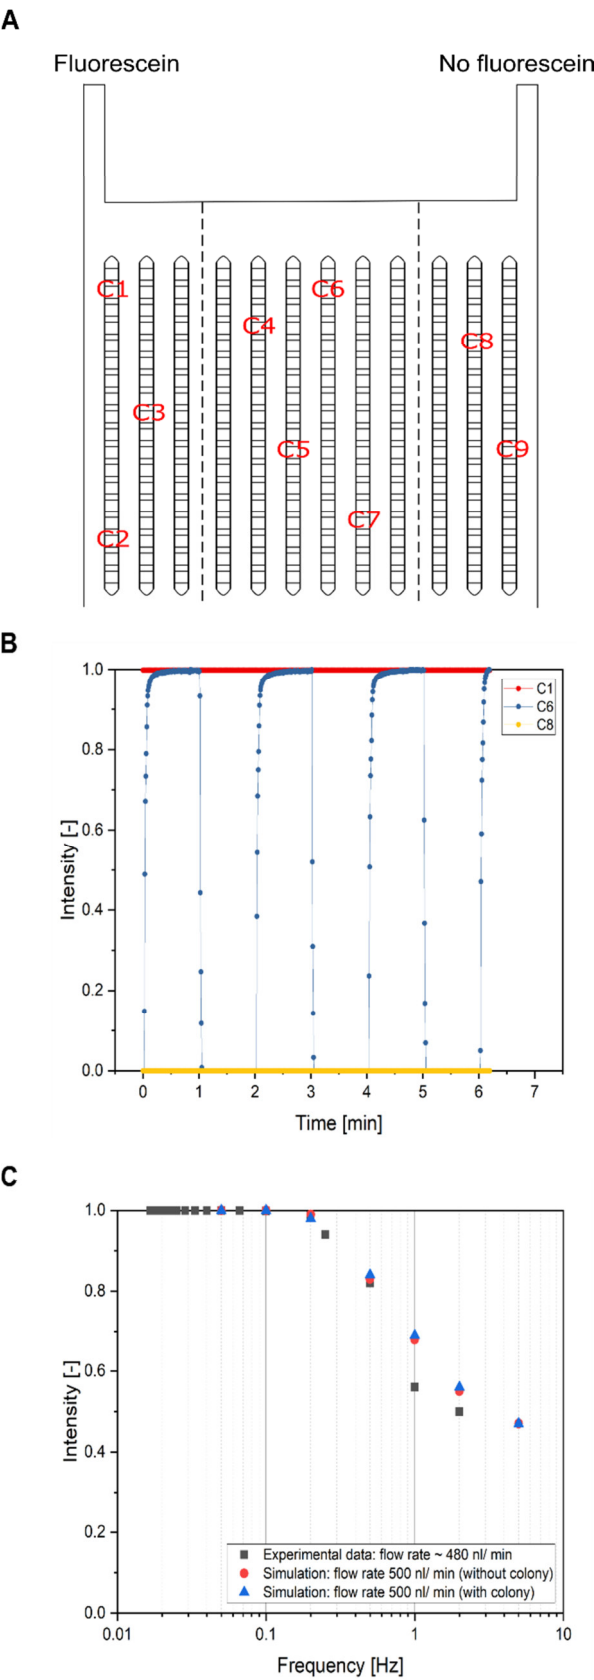 A
Fluorescein No fluorescein
C1 C6
C4
C8
C3
C5 C9
C7
C2
B
1.0
0.8
0.6
0.4
0.2
0.0
Intensity [-]
C1
C6
C8
0 1 2 3 4 5 6 7
Time [min]
C
1.0
0.8
0.6
0.4
0.2
0.0
Intensity [-]
Experimental data: flow rate ~ 480 nl/ min
Simulation: flow rate 500 nl/ min (without colony)
Simulation: flow rate 500 nl/ min (with colony)
0.01 0.1 1 10
Frequency [Hz]